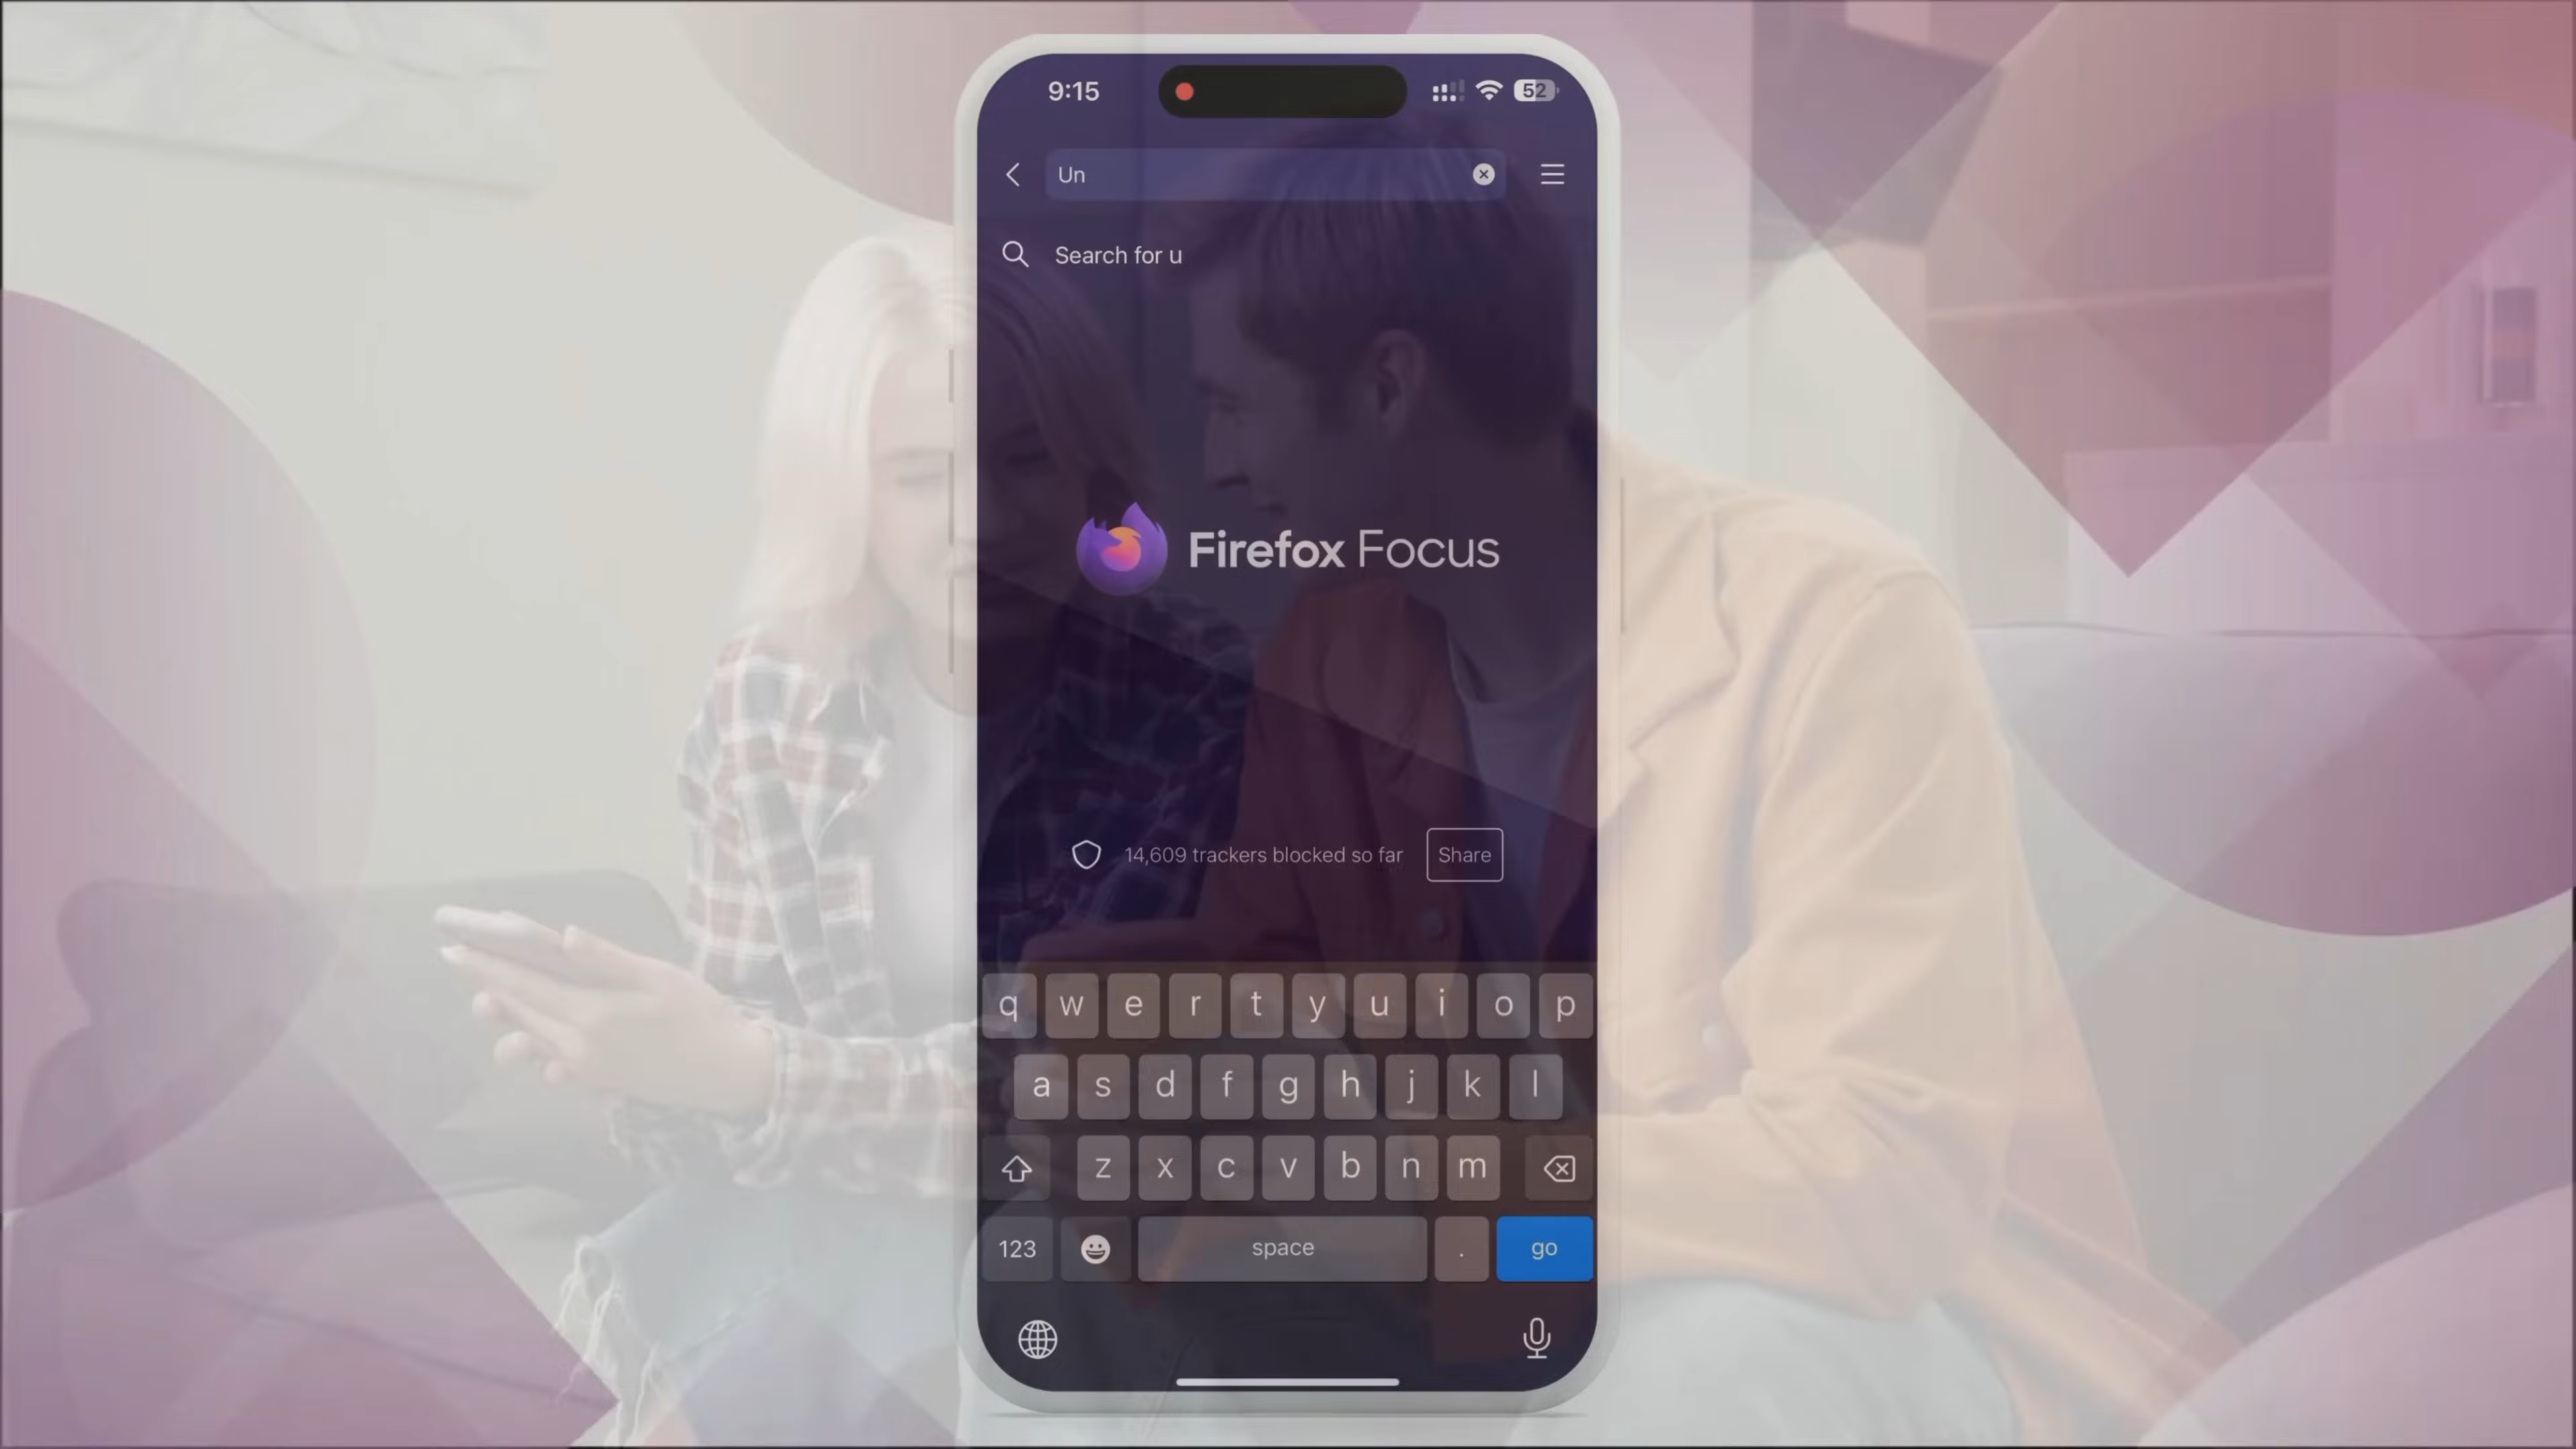 9:15
52
Un
Search for u
Firefox Focus
14,609 trackers blocked so far
Share
q w e r t y u i o p
a s d f g h j k l
z x c v b n m
123
space
.
go